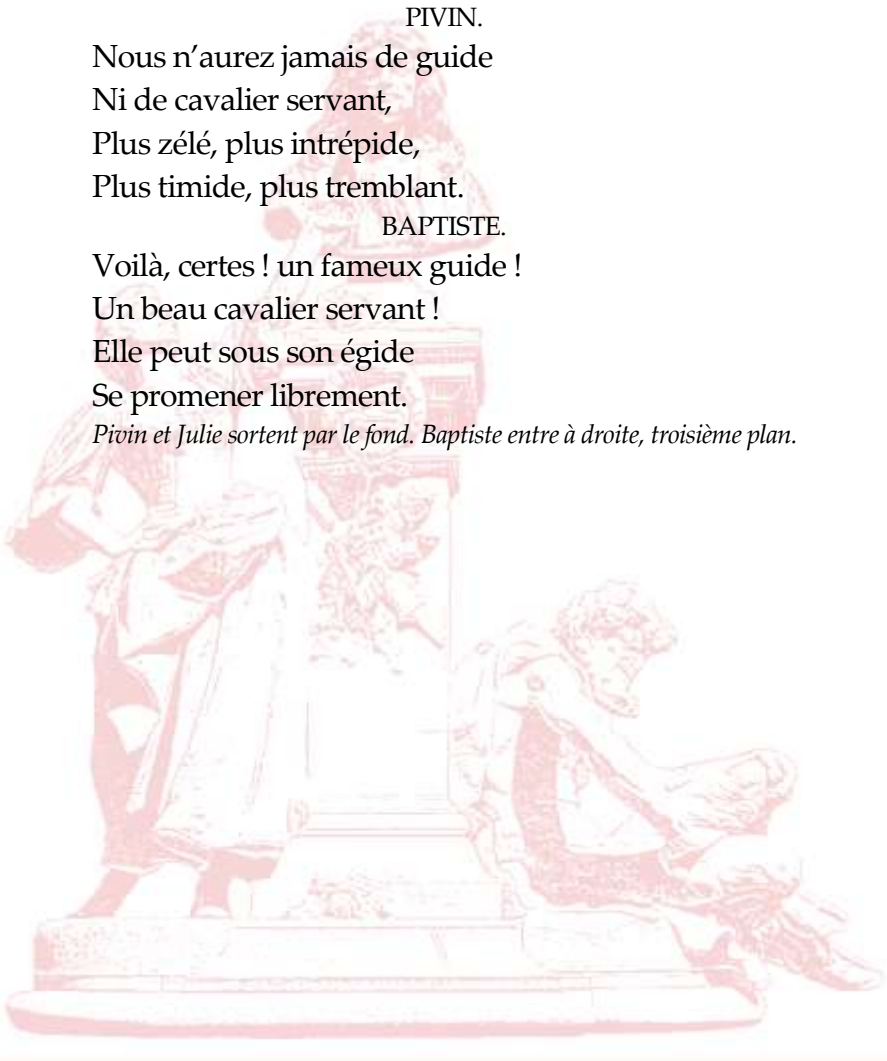 PIVIN.
Nous n’aurez jamais de guide
Ni de cavalier servant,
Plus zélé, plus intrépide,
Plus timide, plus tremblant.
BAPTISTE.
Voilà, certes ! un fameux guide !
Un beau cavalier servant !
Elle peut sous son égide
Se promener librement.
Pivin et Julie sortent par le fond. Baptiste entre à droite, troisième plan.